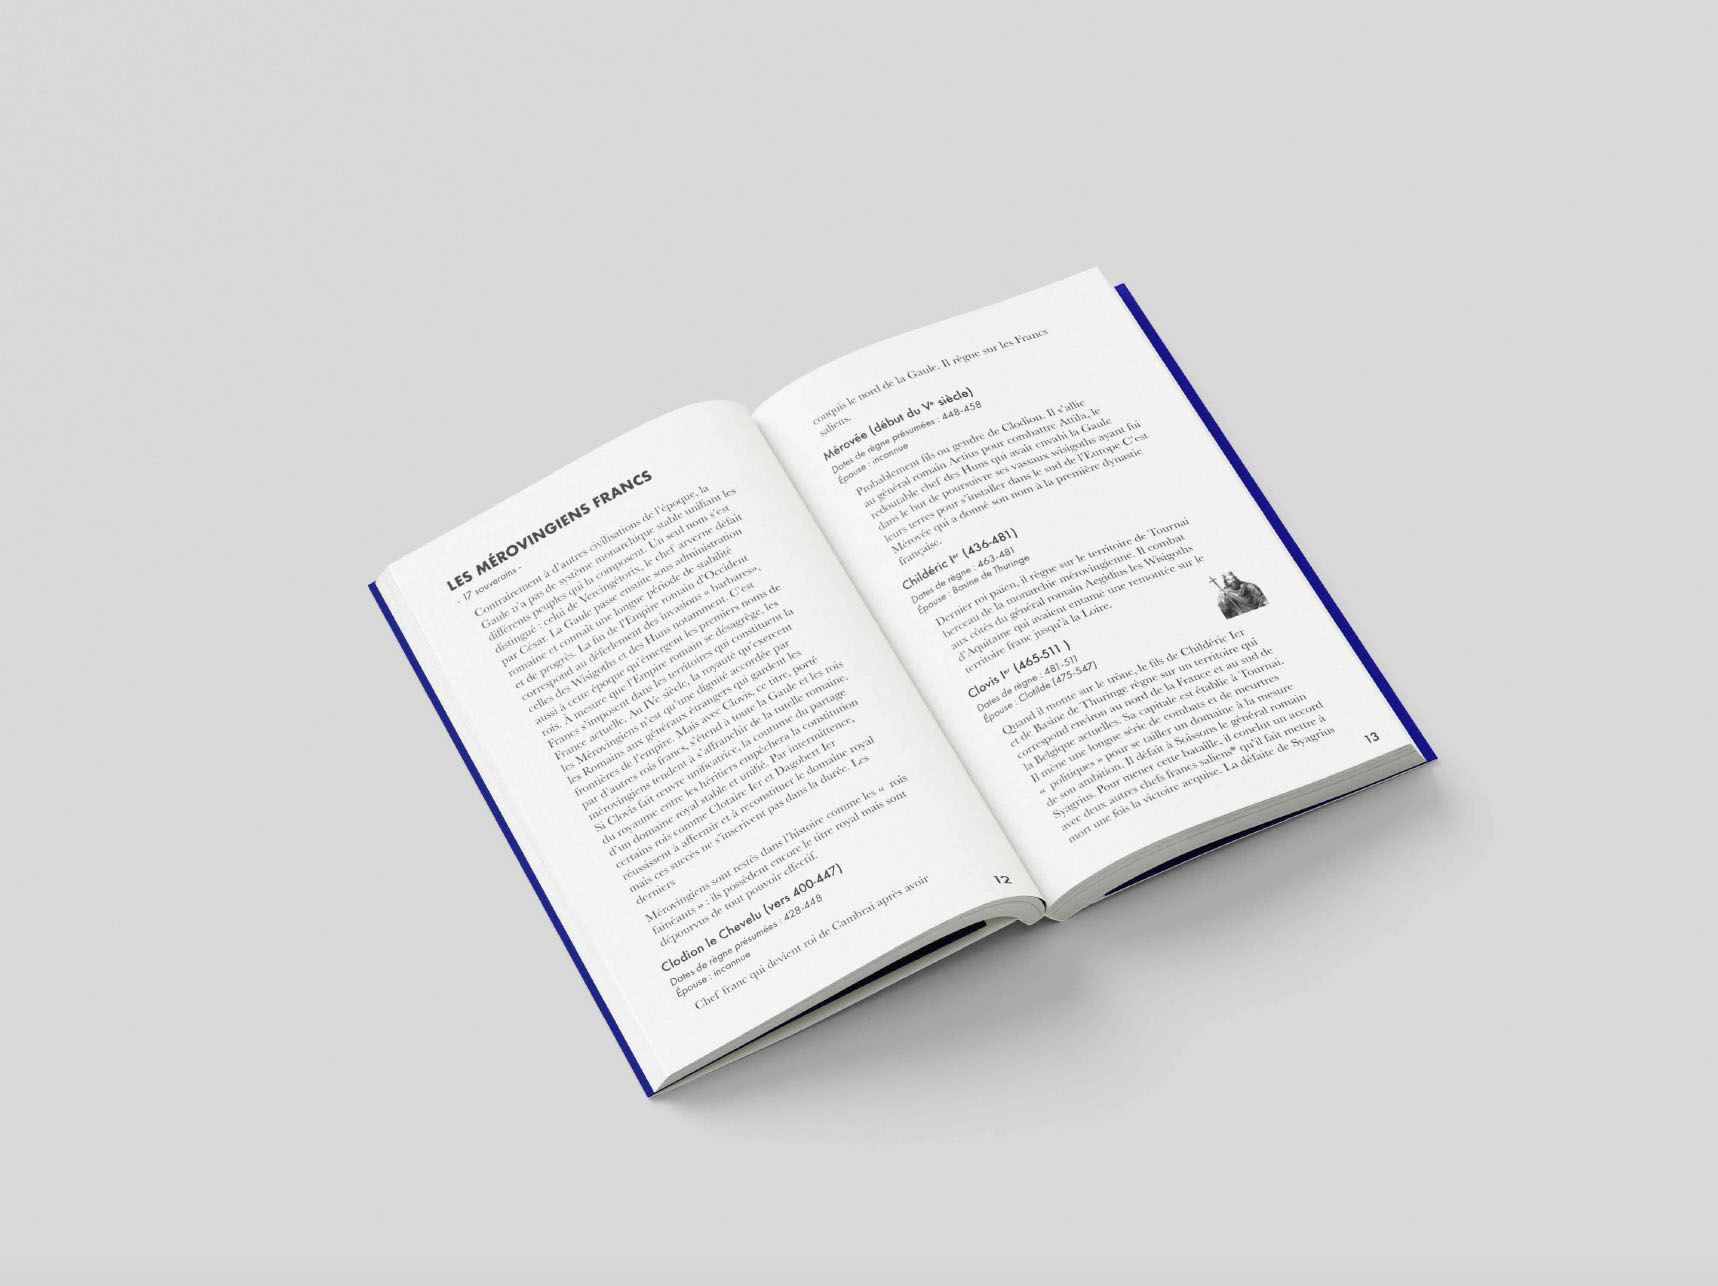 LES MÉROVINGIENS FRANCS
- 17 souverains -
Contrairement à d'autres civilisations de l'époque, la
Gaule n'a pas de système monarchique stable unifiant les
différents peuples qui la composent. Un seul nom s'est
distingué : celui de Vercingétorix, le chef arverne défait
par César. La Gaule passe ensuite sous administration
romaine et connaît une longue période de stabilité
et de progrès. La fin de l'Empire romain d'Occident
correspond au déferlement des invasions « barbares»,
celles des Wisigoths et des Huns notamment. C'est
aussi à cette époque qu'émergent les premiers noms de
rois. À mesure que l'Empire romain se désagrège, les
Francs s'imposent dans les territoires qui constituent la
France actuelle. Au IVe siècle, la royauté qu'exercent
les Mérovingiens n'est qu'une dignité accordée par
les Romains aux généraux étrangers qui gardent les
frontières de l'empire. Mais avec Clovis, ce titre, porté
par d'autres rois francs, s'étend à toute la Gaule et les rois
mérovingiens tendent à s'affranchir de la tutelle romaine.
Si Clovis fait œuvre unificatrice, la coutume du partage
du royaume entre les héritiers empêchera la constitution
d'un domaine royal stable et unifié. Par intermittence,
certains rois comme Clotaire Ier et Dagobert Ier
réussissent à affermir et à reconstituer le domaine royal
mais ces succès ne s'inscrivent pas dans la durée. Les
derniers
Mérovingiens sont restés dans l'histoire comme les « rois
fainéants » : ils possèdent encore le titre royal mais sont
dépourvus de tout pouvoir effectif.
Clodion le Chevelu (vers 400-447)
Dates de règne présumées : 428-448
Épouse : inconnue
Chef franc qui devient roi de Cambrai après avoir
12
conquis le nord de la Gaule. Il règne sur les Francs
saliens.
Mérovée (début du Vᵉ siècle)
Dates de règne présumées : 448-458
Épouse : inconnue
Probablement fils ou gendre de Clodion. Il s'allie
au général romain Aetius pour combattre Attila, le
redoutable chef des Huns qui avait envahi la Gaule
dans le but de poursuivre ses vassaux wisigoths ayant fui
leurs terres pour s'installer dans le sud de l'Europe C'est
Mérovée qui a donné son nom à la première dynastie
française.
Childéric Iᵉʳ (436-481)
Dates de règne : 463-481
Épouse : Basine de Thuringe
Dernier roi païen, il règne sur le territoire de Tournai
berceau de la monarchie mérovingienne. Il combat
aux côtés du général romain Aegidius les Wisigoths
d'Aquitaine qui avaient entamé une remontée sur le
territoire franc jusqu'à la Loire.
Clovis Iᵉʳ (465-511 )
Dates de règne : 481-511
Épouse : Clotilde (475-547)
Quand il monte sur le trône, le fils de Childéric Ier
et de Basine de Thuringe règne sur un territoire qui
correspond environ au nord de la France et au sud de
la Belgique actuelles. Sa capitale est établie à Tournai.
Il mène une longue série de combats et de meurtres
« politiques » pour se tailler un domaine à la mesure
de son ambition. Il défait à Soissons le général romain
Syagrius. Pour mener cette bataille, il conclut un accord
avec deux autres chefs francs saliens* qu'il fait mettre à
mort une fois la victoire acquise. La défaite de Syagrius
13